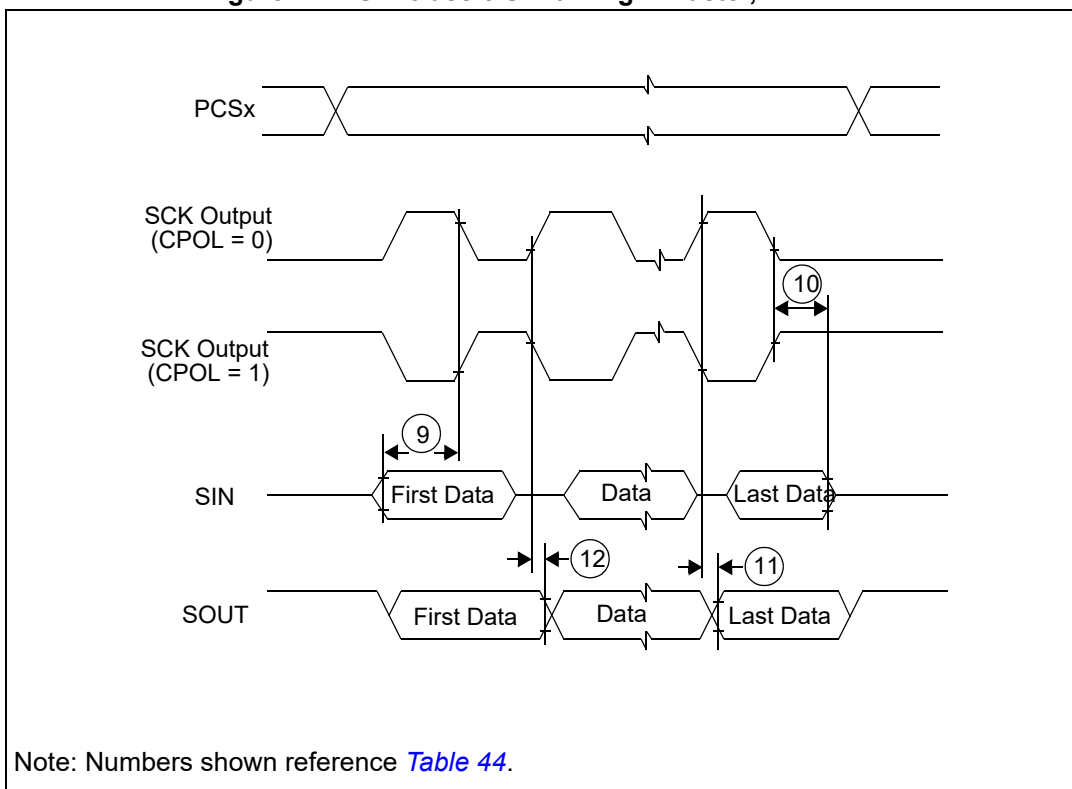 PCSx
SCK Output
(CPOL = 0)
10
SCK Output
(CPOL = 1)
9
SIN
First Data
Data
Last Data
12
11
SOUT
First Data
Data
Last Data
Note: Numbers shown reference Table 44.